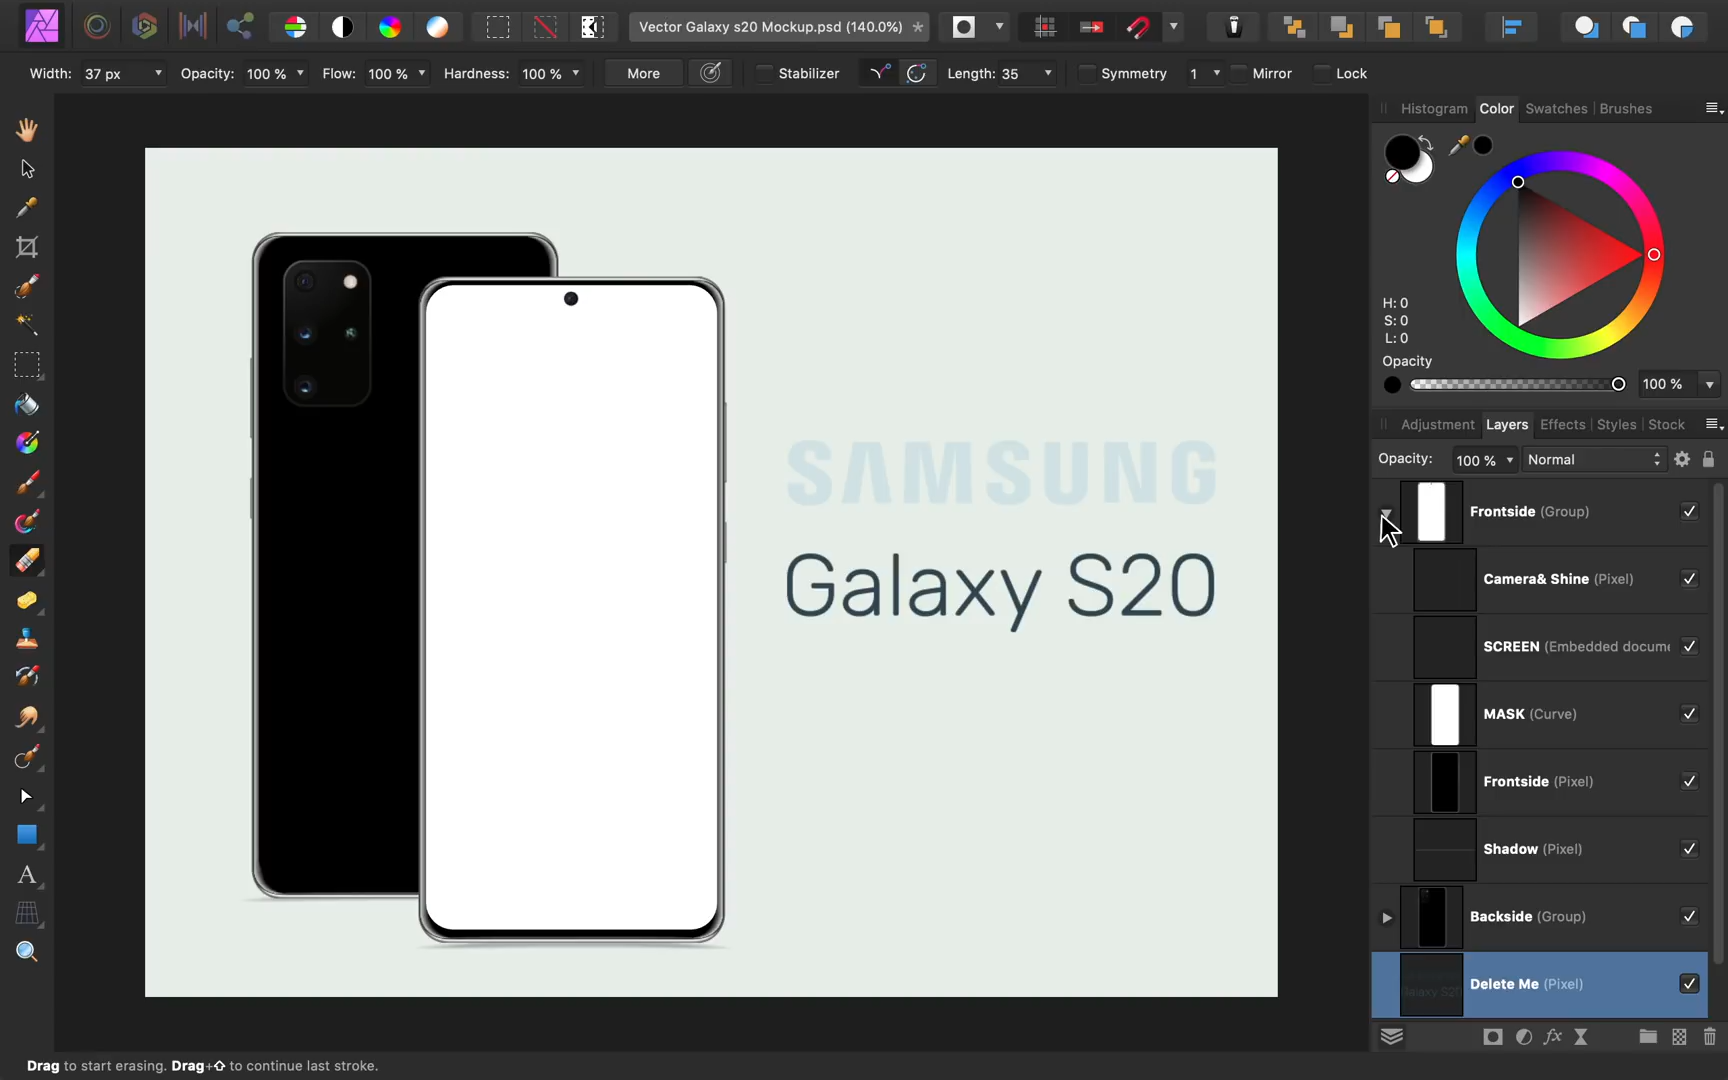 Vector Galaxy s20 Mockup.psd (140.0%) *
Width: 37 px Opacity: 100 % Flow: 100 % Hardness: 100 % More Stabilizer Length: 35 Symmetry 1 Mirror Lock
Histogram Color Swatches Brushes
H: 0
S: 0
L: 0
Opacity
100 %
Adjustment Layers Effects Styles Stock
Opacity: 100 % Normal
Frontside (Group)
Camera& Shine (Pixel)
SCREEN (Embedded docume
MASK (Curve)
Frontside (Pixel)
Shadow (Pixel)
Backside (Group)
Delete Me (Pixel)
SAMSUNG
Galaxy S20
Drag to start erasing. Drag+⇧ to continue last stroke.